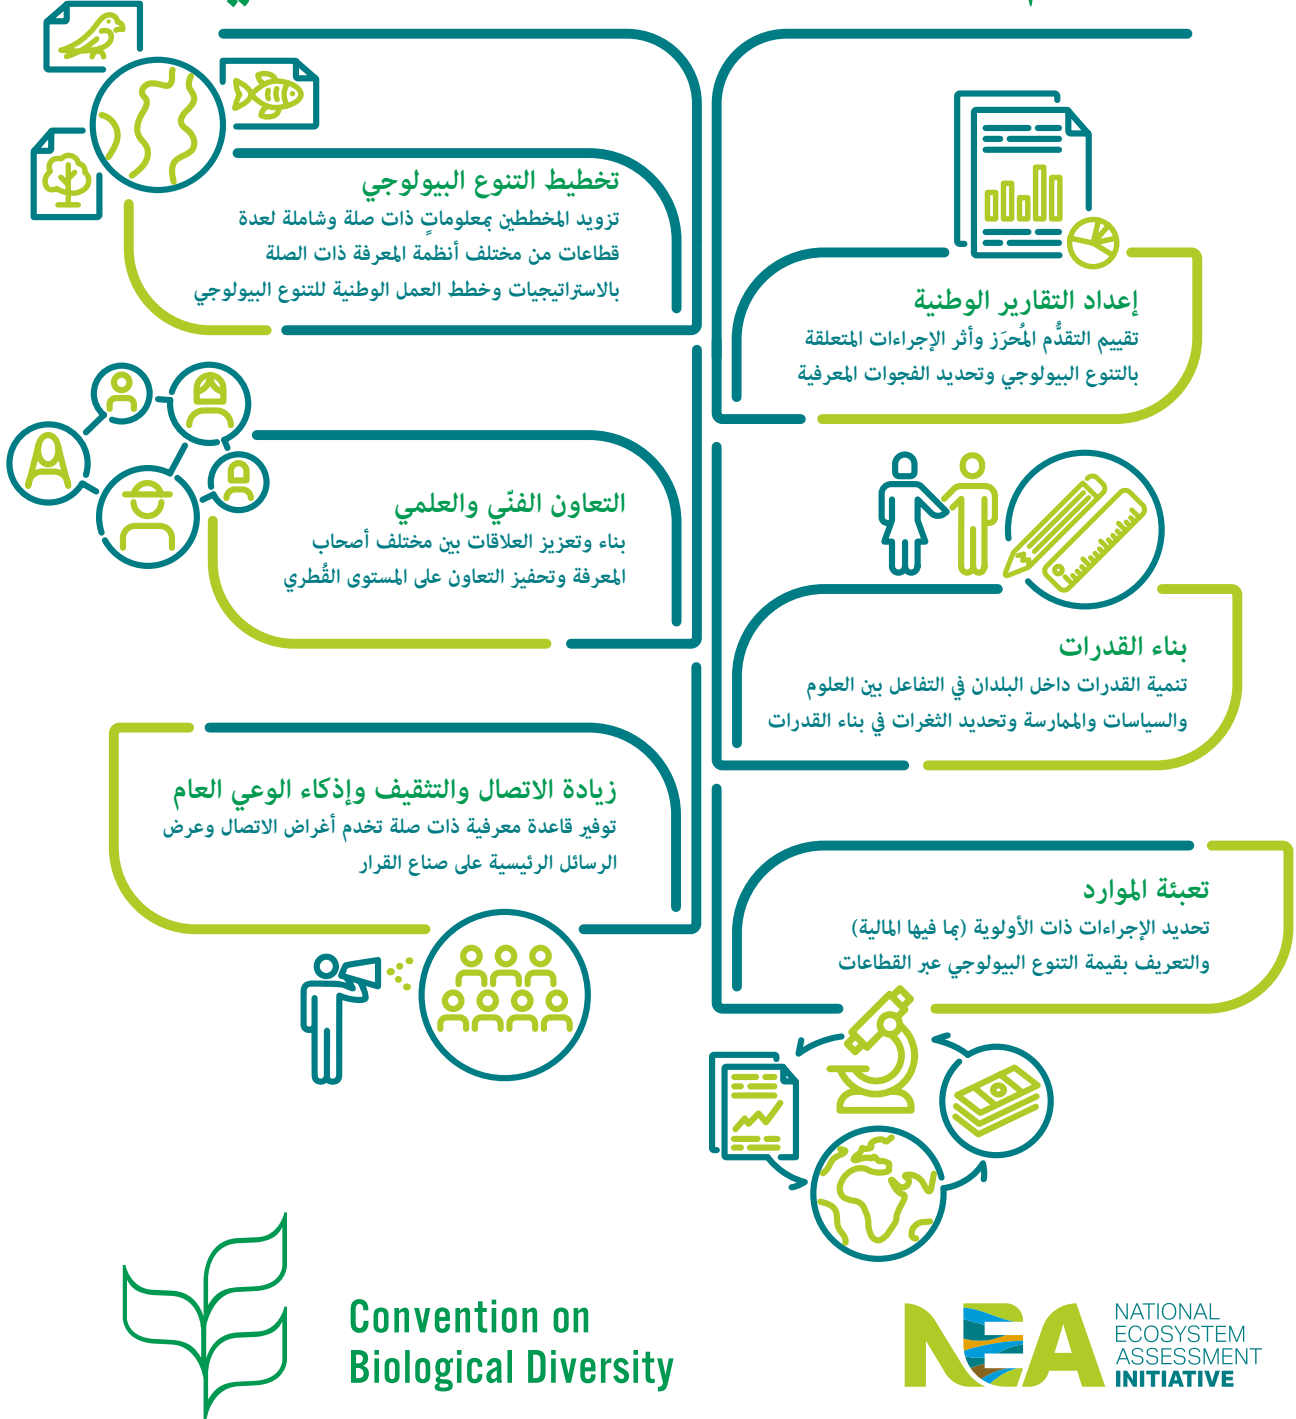 إعداد التقارير الوطنية
تقييم التقدُّم المُحرَز وأثر الإجراءات المتعلقة
بالتنوع البيولوجي وتحديد الفجوات المعرفية
بناء القدرات
تنمية القدرات داخل البلدان في التفاعل بين العلوم
والسياسات والممارسة وتحديد الثغرات في بناء القدرات
تعبئة الموارد
تحديد الإجراءات ذات الأولوية (بما فيها المالية)
والتعريف بقيمة التنوع البيولوجي عبر القطاعات
تخطيط التنوع البيولوجي
تزويد المخططين بمعلوماتٍ ذات صلة وشاملة لعدة
قطاعات من مختلف أنظمة المعرفة ذات الصلة
بالاستراتيجيات وخطط العمل الوطنية للتنوع البيولوجي
التعاون الفنّي والعلمي
بناء وتعزيز العلاقات بين مختلف أصحاب
المعرفة وتحفيز التعاون على المستوى القُطري
زيادة الاتصال والتثقيف وإذكاء الوعي العام
توفير قاعدة معرفية ذات صلة تخدم أغراض الاتصال وعرض
الرسائل الرئيسية على صناع القرار
Convention on
Biological Diversity
NEA
NATIONAL
ECOSYSTEM
ASSESSMENT
INITIATIVE